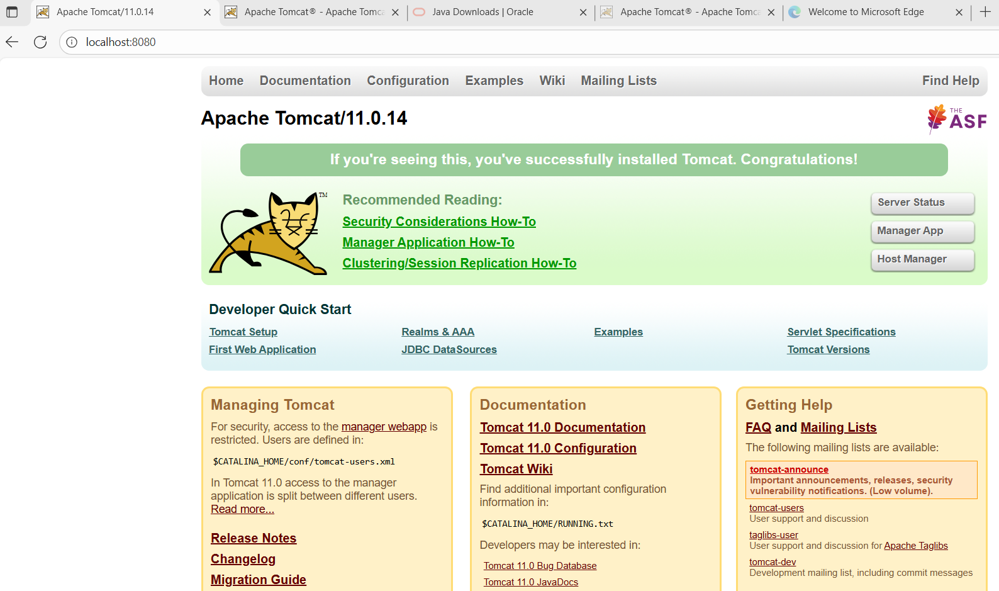 Apache Tomcat/11.0.14
Apache Tomcat® - Apache Tomca
Java Downloads | Oracle
Apache Tomcat® - Apache Tomca
Welcome to Microsoft Edge
localhost:8080
Home Documentation Configuration Examples Wiki Mailing Lists Find Help
Apache Tomcat/11.0.14
THE
ASF
If you're seeing this, you've successfully installed Tomcat. Congratulations!
TM
Recommended Reading:
Security Considerations How-To
Manager Application How-To
Clustering/Session Replication How-To
Server Status
Manager App
Host Manager
Developer Quick Start
Tomcat Setup
First Web Application
Realms & AAA
JDBC DataSources
Examples
Servlet Specifications
Tomcat Versions
Managing Tomcat
For security, access to the manager webapp is
restricted. Users are defined in:
$CATALINA_HOME/conf/tomcat-users.xml
In Tomcat 11.0 access to the manager
application is split between different users.
Read more...
Release Notes
Changelog
Migration Guide
Documentation
Tomcat 11.0 Documentation
Tomcat 11.0 Configuration
Tomcat Wiki
Find additional important configuration
information in:
$CATALINA_HOME/RUNNING.txt
Developers may be interested in:
Tomcat 11.0 Bug Database
Tomcat 11.0 JavaDocs
Getting Help
FAQ and Mailing Lists
The following mailing lists are available:
tomcat-announce
Important announcements, releases, security
vulnerability notifications. (Low volume).
tomcat-users
User support and discussion
taglibs-user
User support and discussion for Apache Taglibs
tomcat-dev
Development mailing list, including commit messages